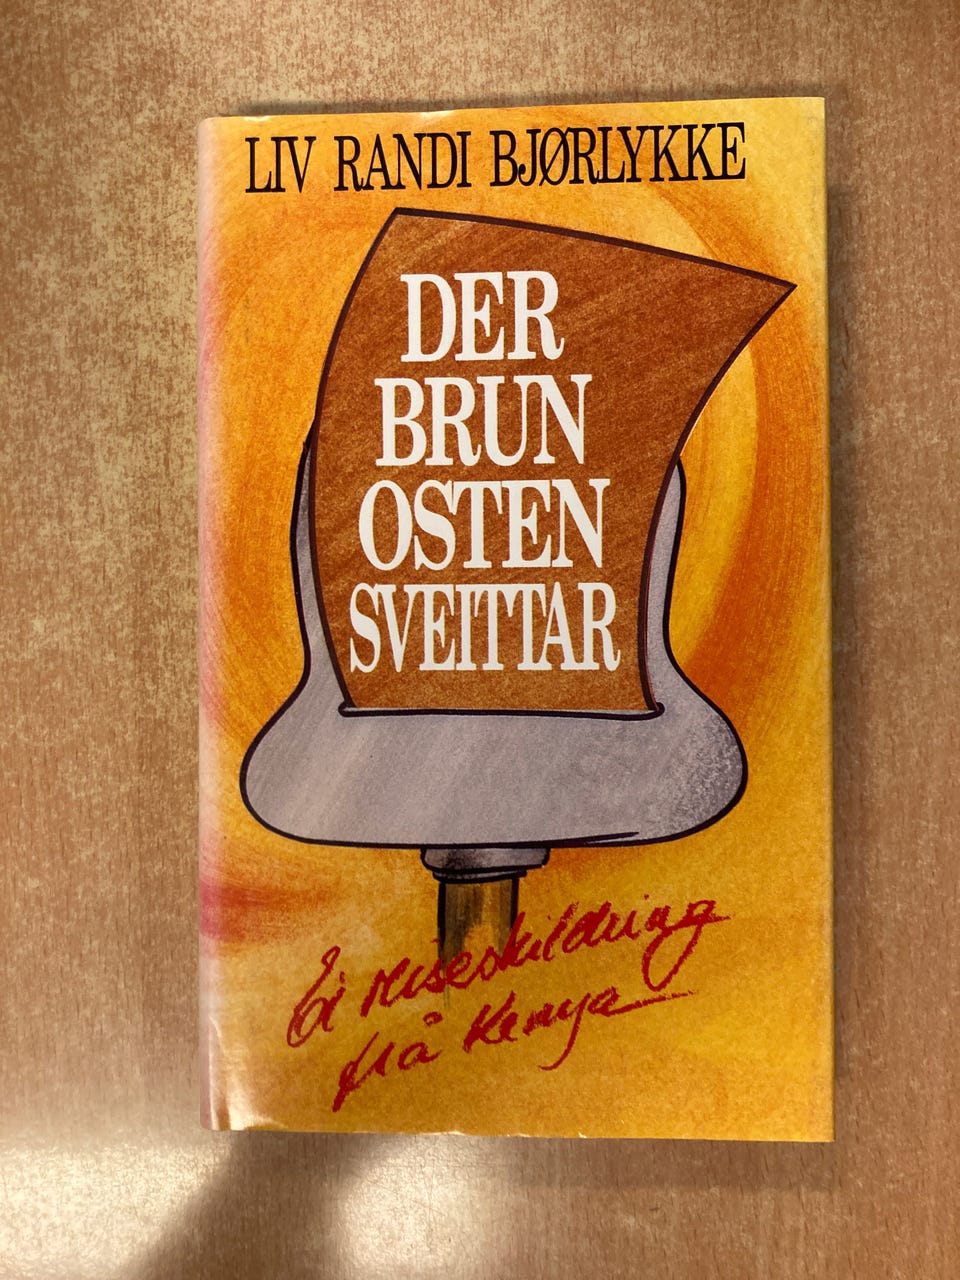 LIV RANDI BJØRLYKKE
DER
BRUN
OSTEN
SVEITTAR
Ei reiseskildring
frå Kenya